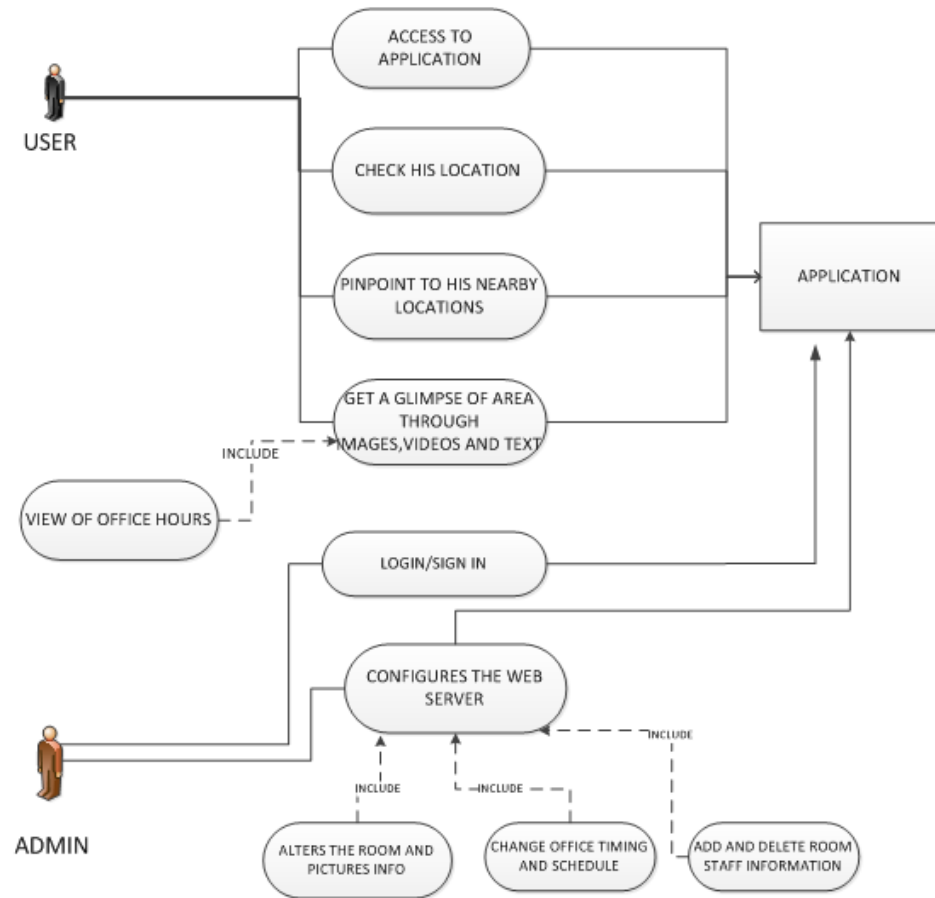 ACCESS TO
APPLICATION
USER
CHECK HIS LOCATION
APPLICATION
PINPOINT TO HIS NEARBY
LOCATIONS
GET A GLIMPSE OF AREA
THROUGH
IMAGES,VIDEOS AND TEXT
INCLUDE
VIEW OF OFFICE HOURS
LOGIN/SIGN IN
CONFIGURES THE WEB
SERVER
ADMIN
INCLUDE
INCLUDE
INCLUDE
ALTERS THE ROOM AND
PICTURES INFO
CHANGE OFFICE TIMING
AND SCHEDULE
ADD AND DELETE ROOM
STAFF INFORMATION